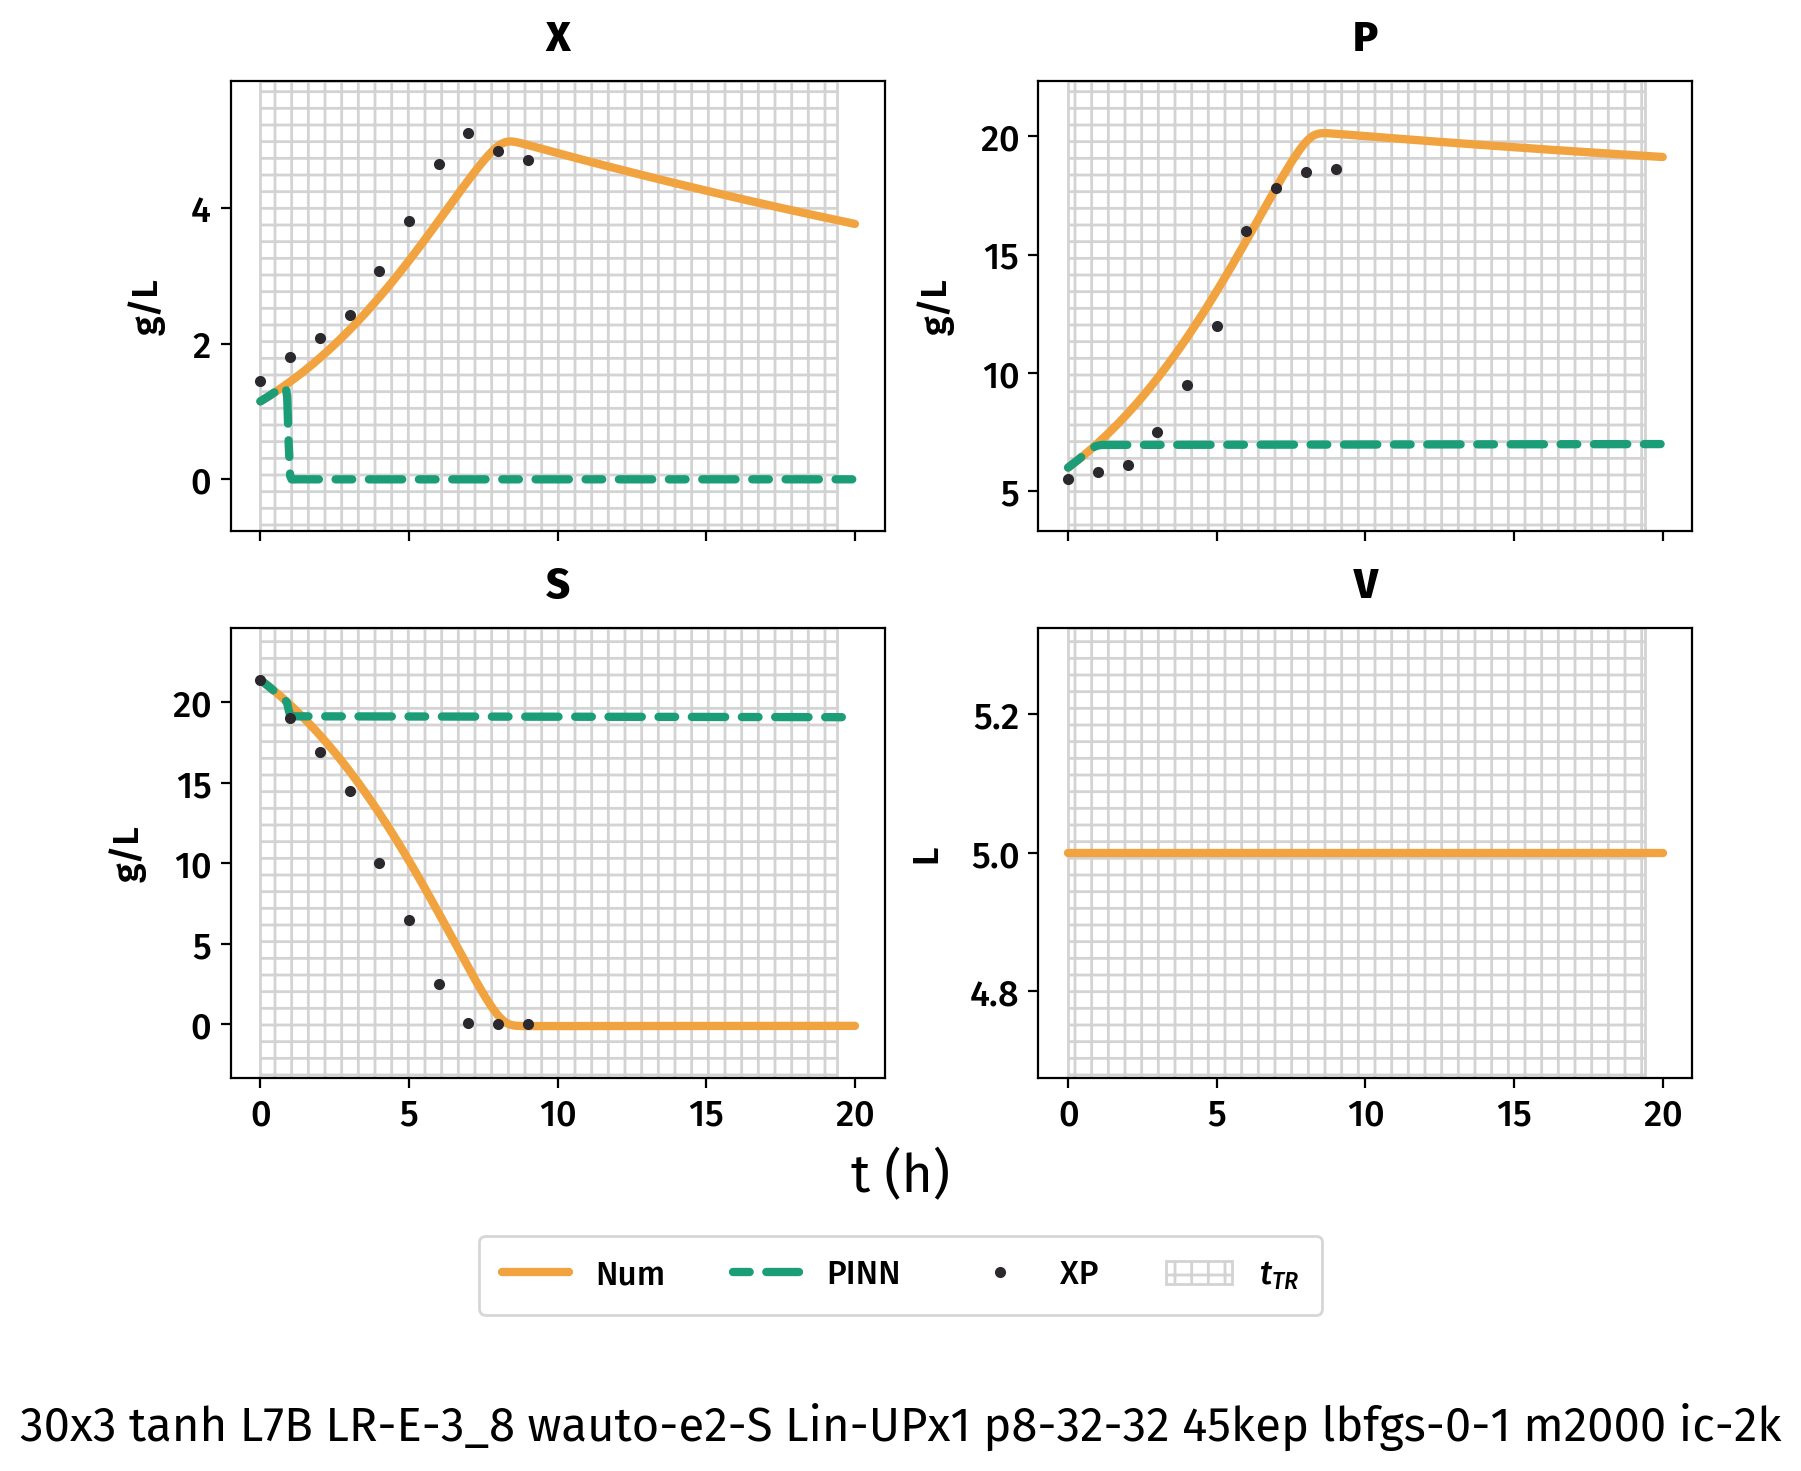 X
P
4
2
0
g/L
20
15
10
5
g/L
S
V
20
15
10
5
0
g/L
5.2
5.0
4.8
L
0 5 10 15 20
0 5 10 15 20
t (h)
Num PINN XP tTR
30x3 tanh L7B LR-E-3_8 wauto-e2-S Lin-UPx1 p8-32-32 45kep lbfgs-0-1 m2000 ic-2k